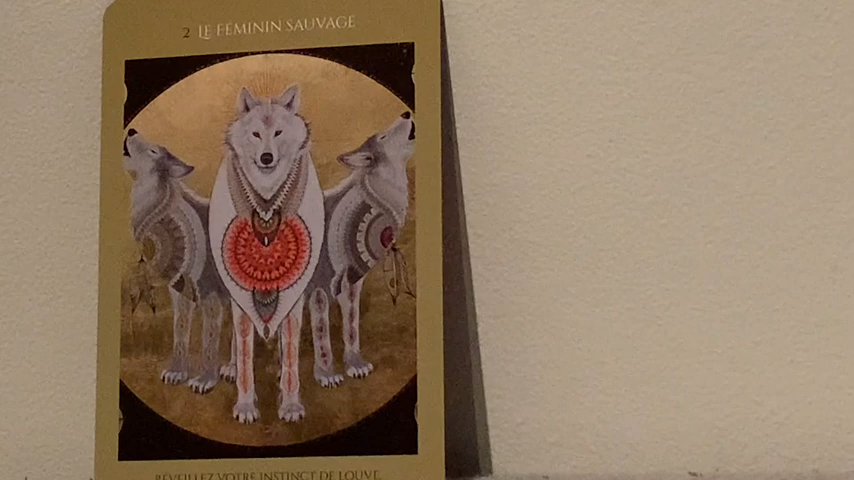 2 LE FÉMININ SAUVAGE
RÉVEILLEZ VOTRE INSTINCT DE LOUVE.